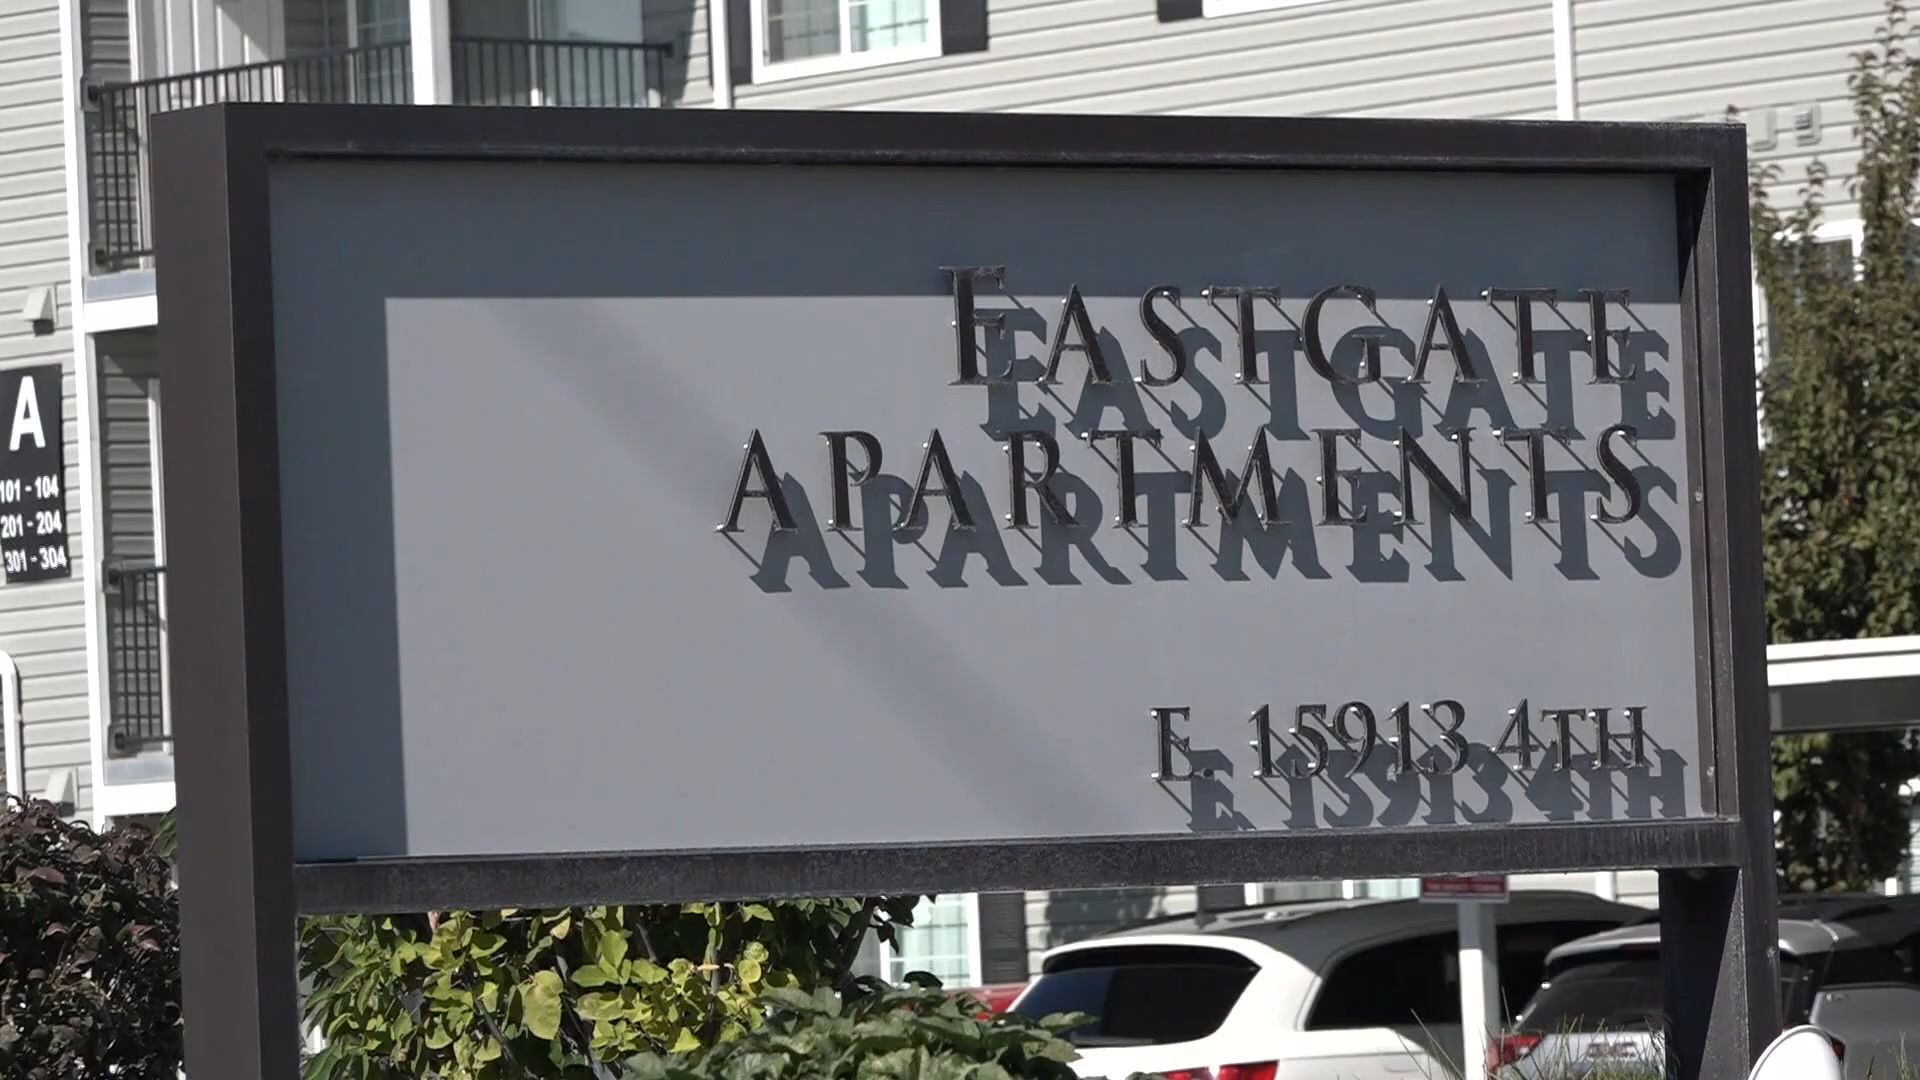 EASTGATE
APARTMENTS
E. 15913 4TH
A
101 - 104
201 - 204
301 - 304